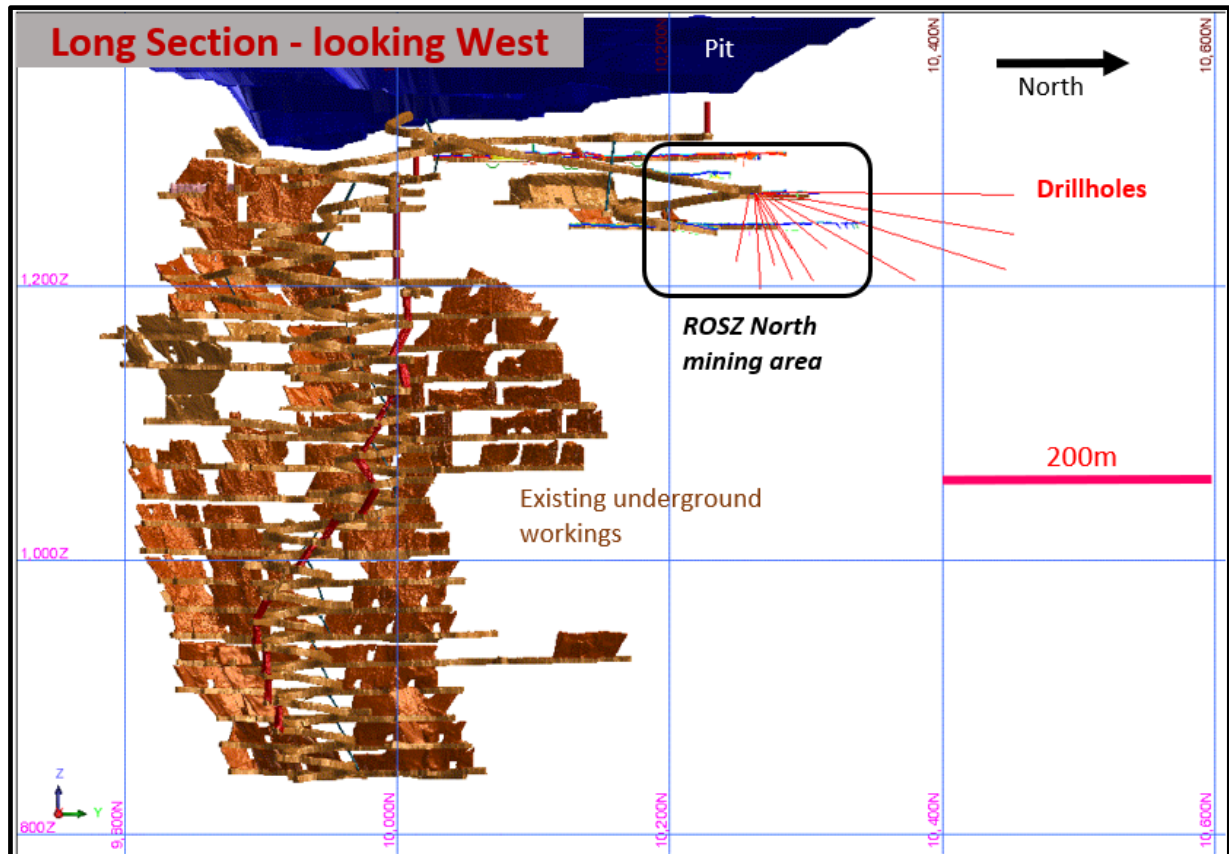 Long Section - looking West
Pit
10,200N
10,400N
10,600N
North
Drillholes
1,200Z
ROSZ North
mining area
200m
Existing underground
workings
1,000Z
Z
Y
800Z
9,800N
10,000N
10,200N
10,400N
10,600N